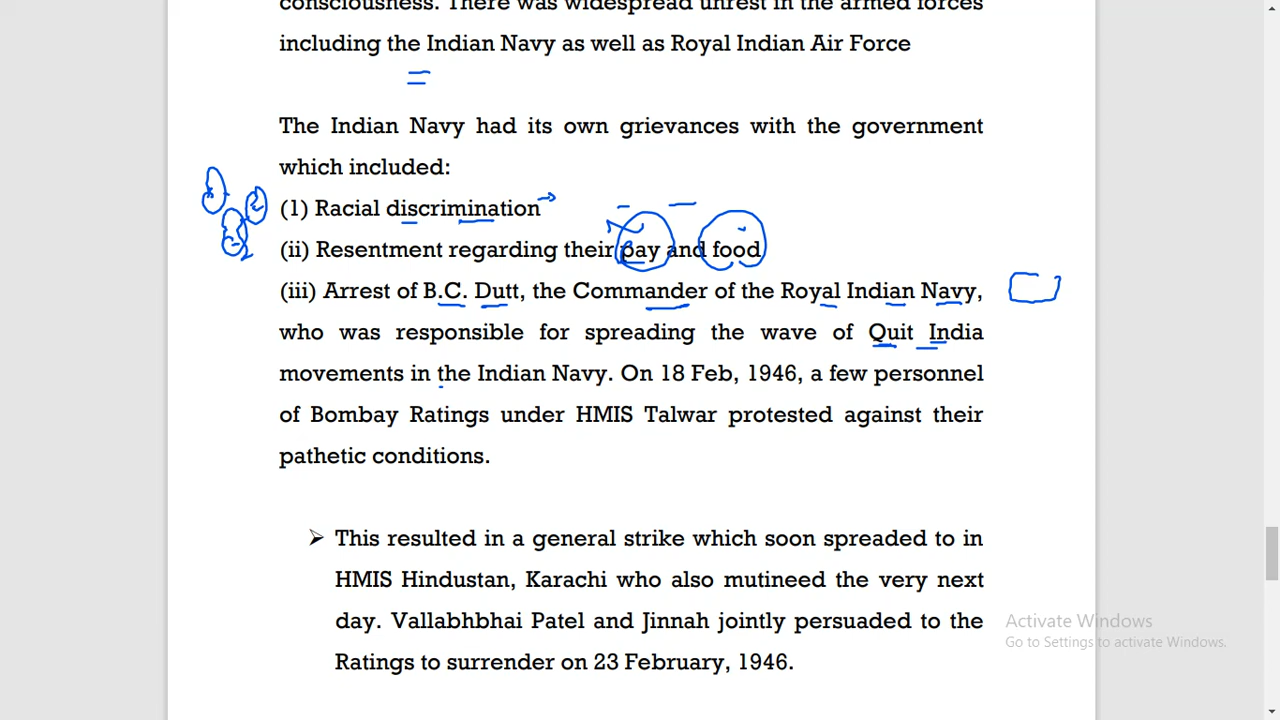 consciousness. There was widespread unrest in the armed forces
including the Indian Navy as well as Royal Indian Air Force
The Indian Navy had its own grievances with the government
which included:
(1) Racial discrimination
(ii) Resentment regarding their pay and food
(iii) Arrest of B.C. Dutt, the Commander of the Royal Indian Navy,
who was responsible for spreading the wave of Quit India
movements in the Indian Navy. On 18 Feb, 1946, a few personnel
of Bombay Ratings under HMIS Talwar protested against their
pathetic conditions.
➢ This resulted in a general strike which soon spreaded to in
HMIS Hindustan, Karachi who also mutineed the very next
day. Vallabhbhai Patel and Jinnah jointly persuaded to the
Ratings to surrender on 23 February, 1946.
Activate Windows
Go to Settings to activate Windows.